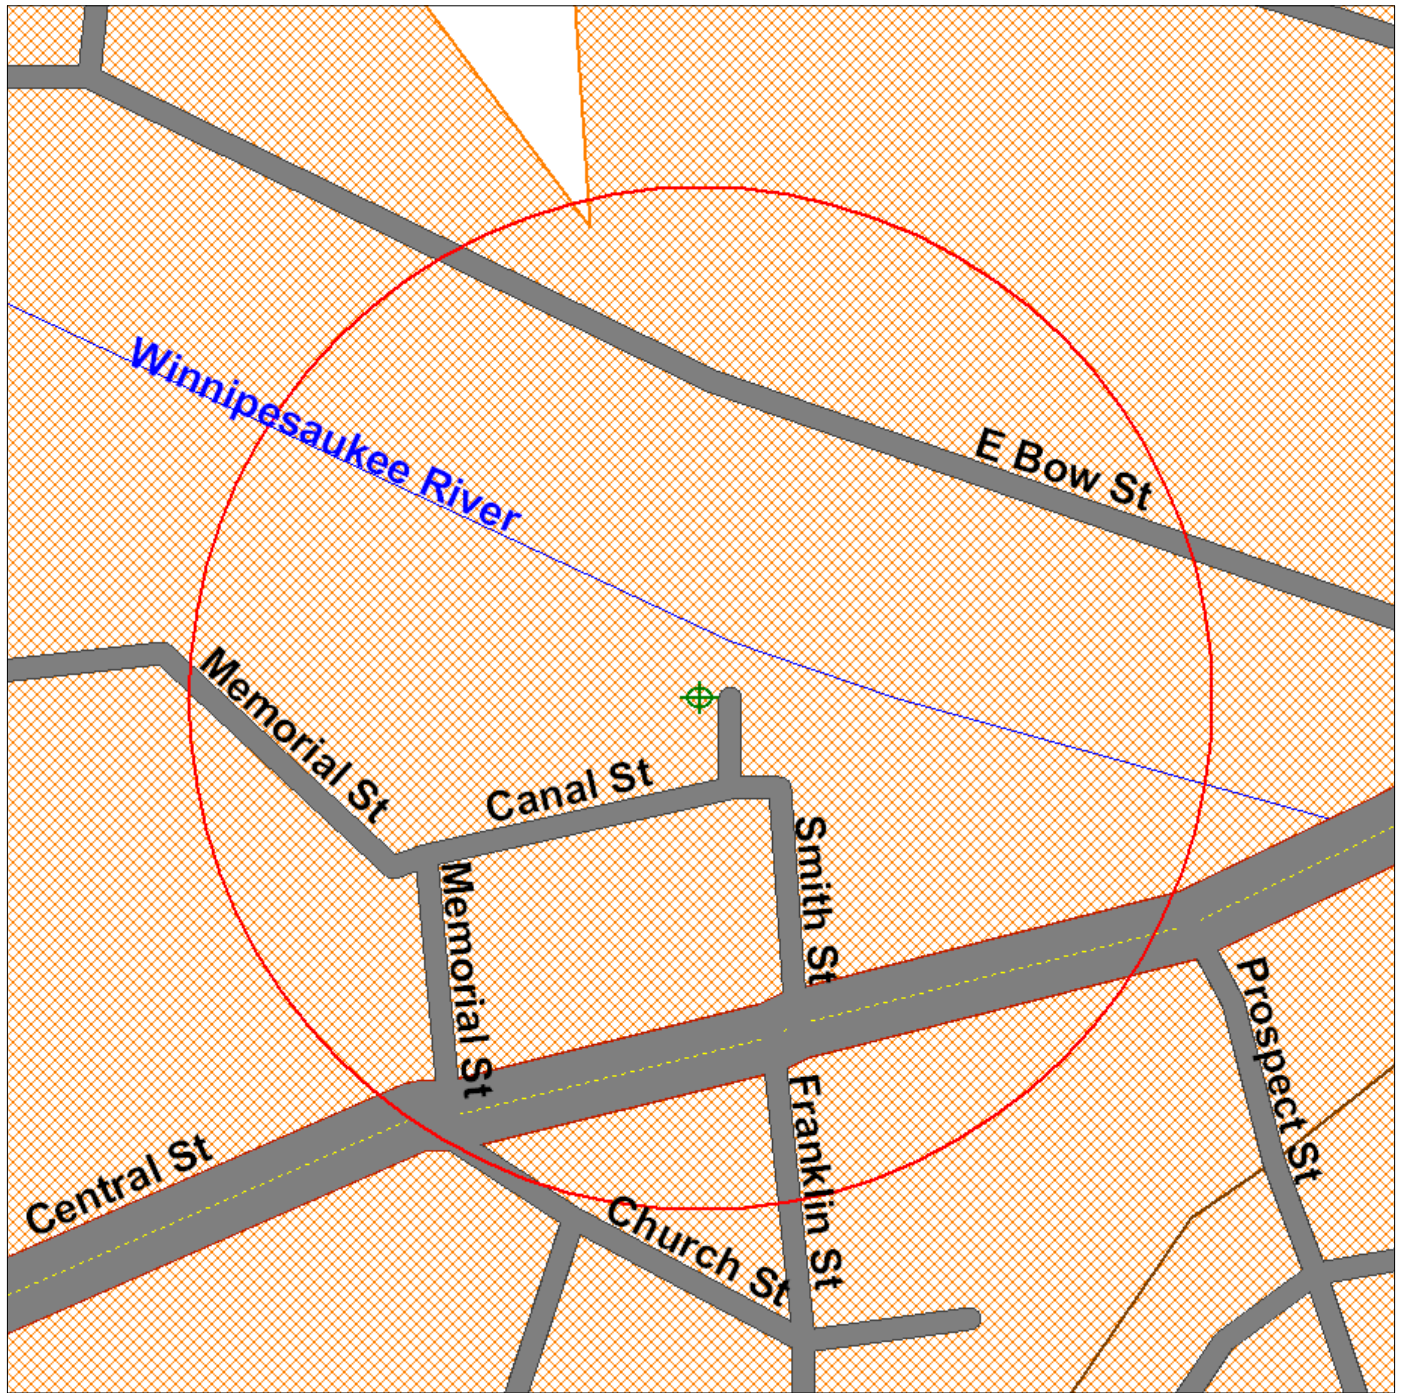 Winnipesaukee River
E Bow St
Memorial St
Canal St
Smith St
Memorial St
Prospect St
Franklin St
Central St
Church St